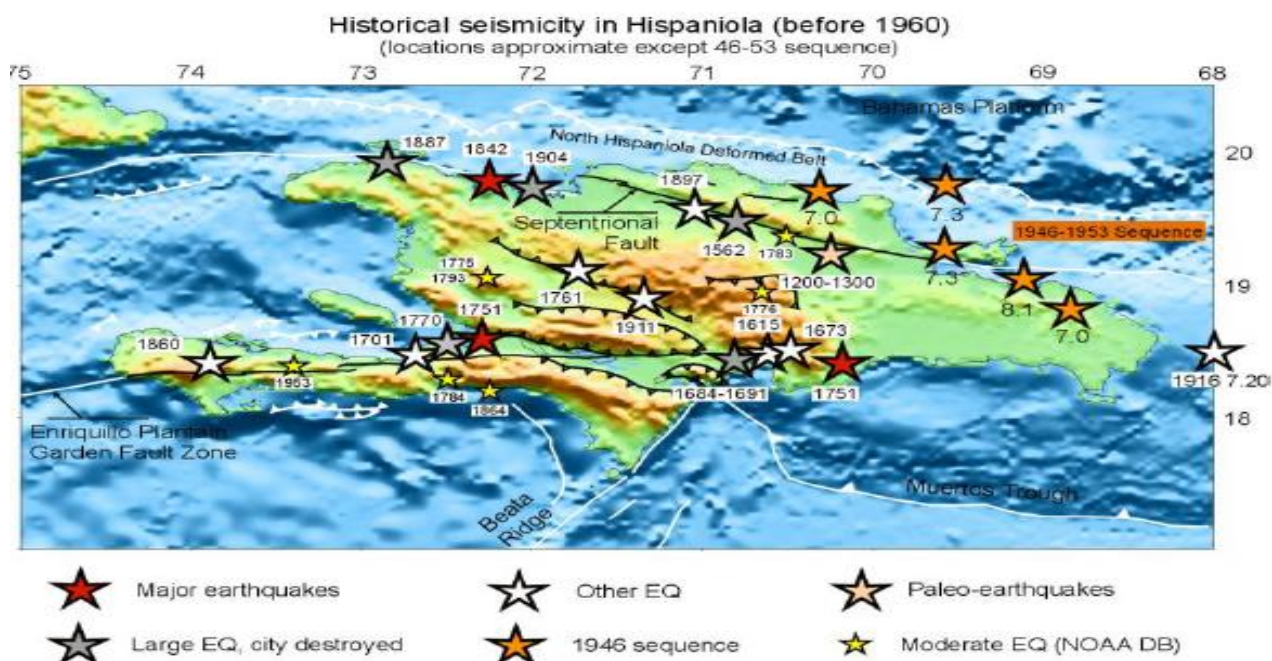 Historical seismicity in Hispaniola (before 1960)
(locations approximate except 46-53 sequence)
75 74 73 72 71 70 69 68
Bahamas Platform
20
North Hispaniola Deformed Belt
1887
1842
1904
1897
7.0
7.3
Septentrional
Fault
1562
1783
1946-1953 Sequence
7.3
1200-1300
19
1775
1793
1761
1911
1776
8.1
7.0
1751
1770
1701
1860
1615
1673
1953
1784
1864
1684-1691
1751
1916 7.20
18
Enriquillo Plantain
Garden Fault Zone
Beata
Ridge
Muertos Trough
Major earthquakes
Other EQ
Paleo-earthquakes
Large EQ, city destroyed
1946 sequence
Moderate EQ (NOAA DB)